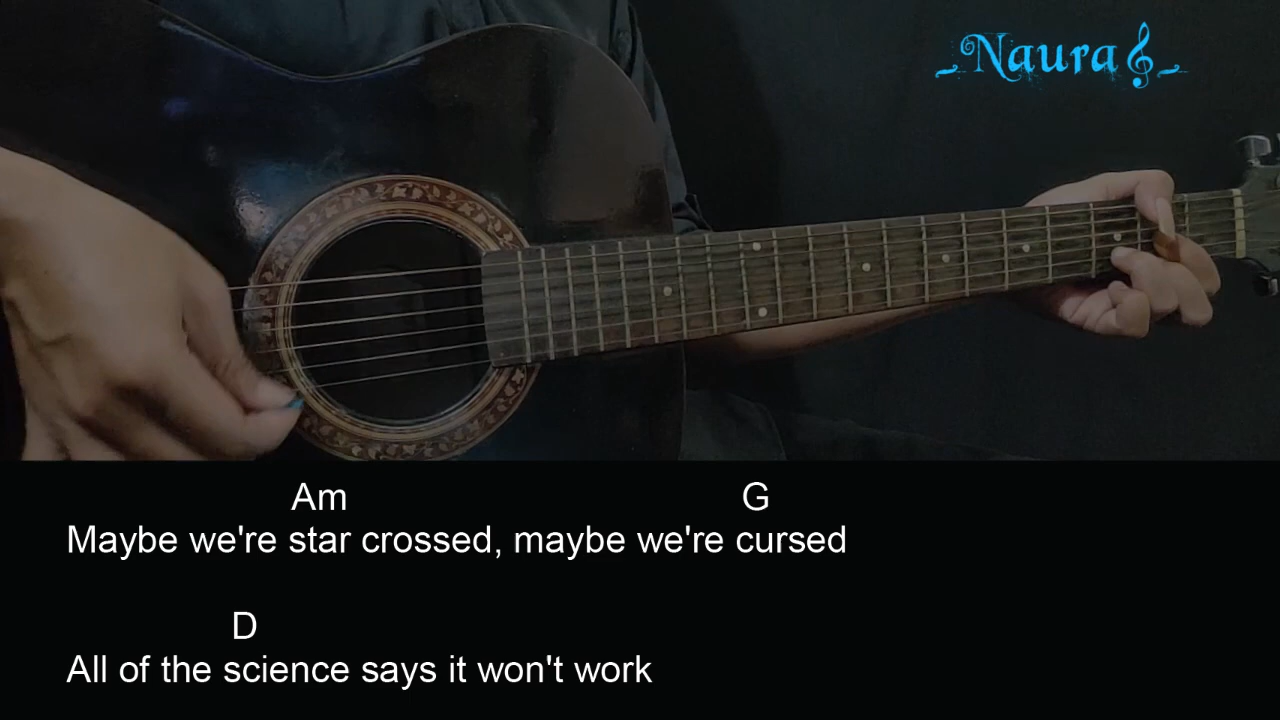 Naura
Am G
Maybe we're star crossed, maybe we're cursed
D
All of the science says it won't work